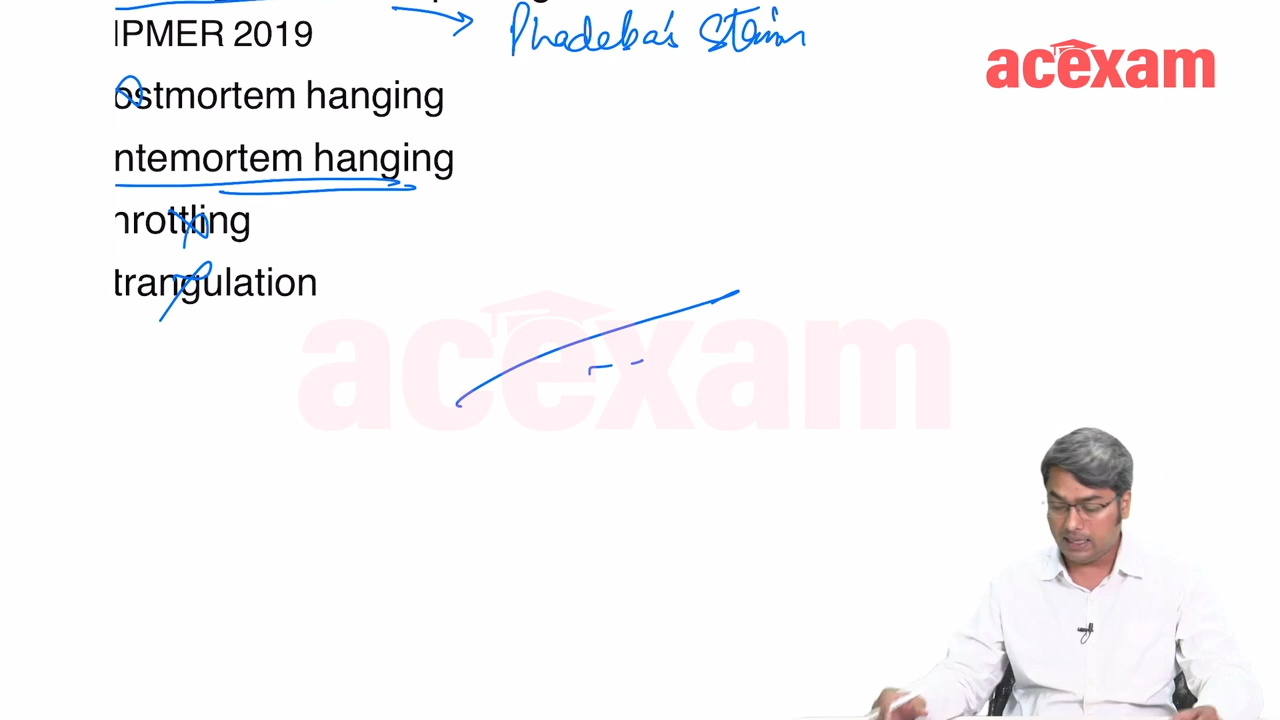 IPMER 2019
Phadeba's Stain
ostmortem hanging
ntemortem hanging
hrottling
trangulation
acexam
acexam